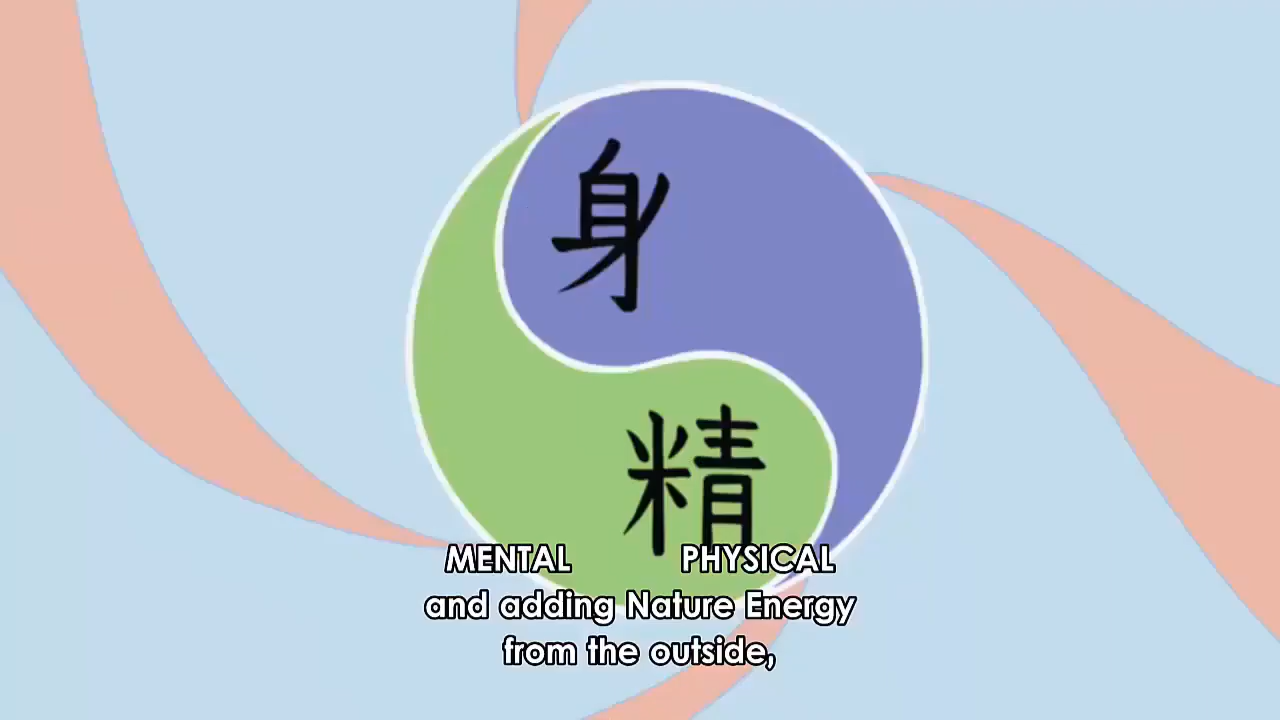 身
精
MENTAL PHYSICAL
and adding Nature Energy
from the outside,